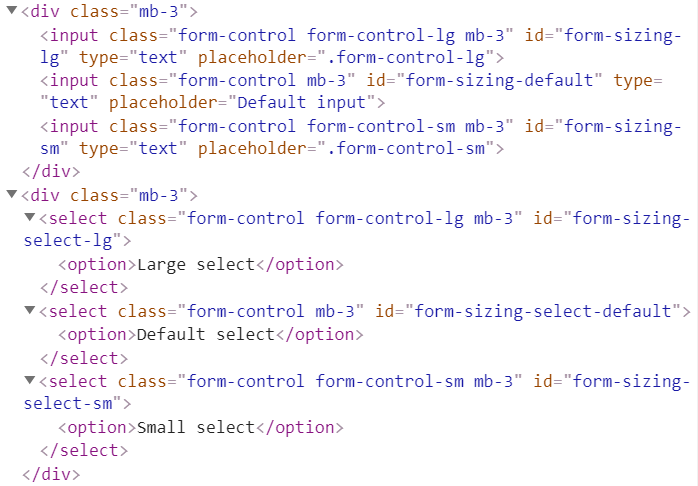 <div class="mb-3">
<input class="form-control form-control-lg mb-3" id="form-sizing-
lg" type="text" placeholder=".form-control-lg">
<input class="form-control mb-3" id="form-sizing-default" type=
"text" placeholder="Default input">
<input class="form-control form-control-sm mb-3" id="form-sizing-
sm" type="text" placeholder=".form-control-sm">
</div>
<div class="mb-3">
<select class="form-control form-control-lg mb-3" id="form-sizing-
select-lg">
<option>Large select</option>
</select>
<select class="form-control mb-3" id="form-sizing-select-default">
<option>Default select</option>
</select>
<select class="form-control form-control-sm mb-3" id="form-sizing-
select-sm">
<option>Small select</option>
</select>
</div>